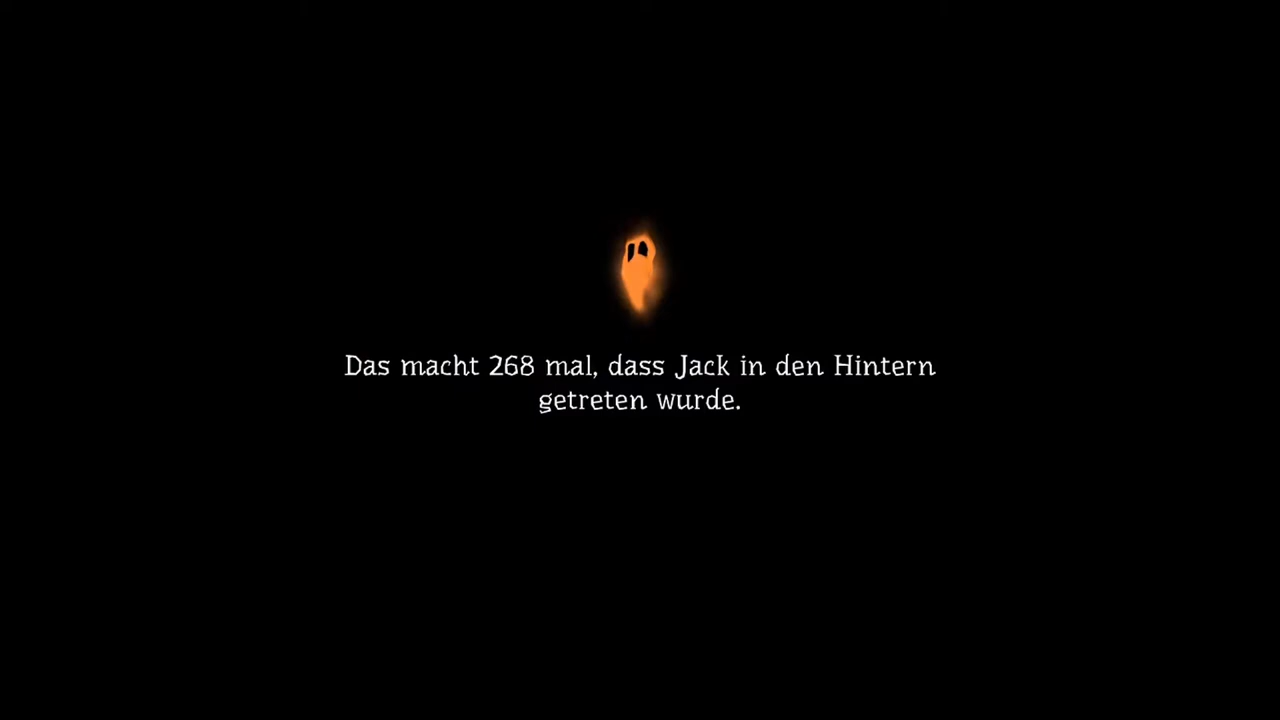 Das macht 268 mal, dass Jack in den Hintern
getreten wurde.